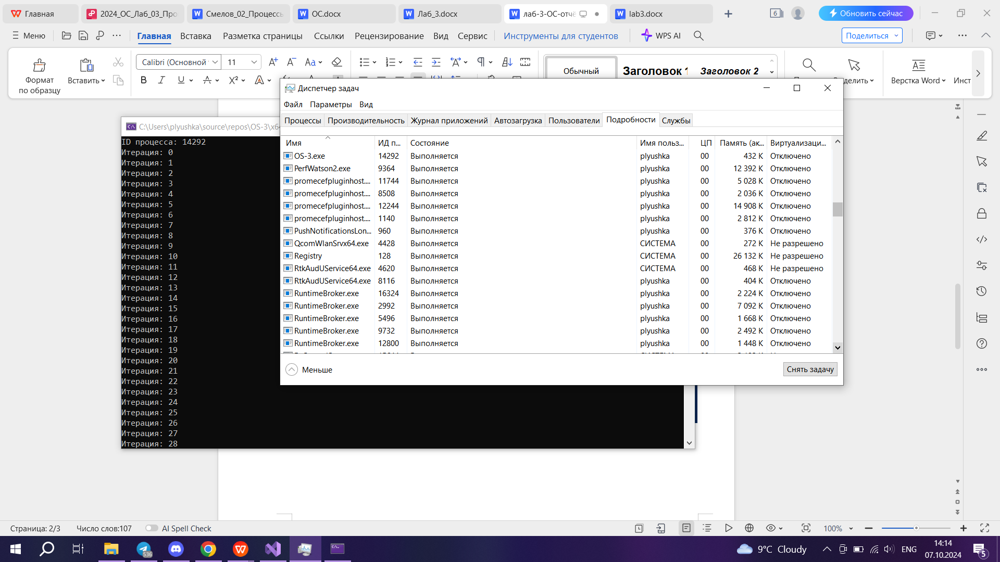 Главная
2024_ОС_Лаб_03_Про
Смелов_02_Процессь
ОС.docx
Лаб_3.docx
лаб-3-ОС-отчё
lab3.docx
6
Обновить сейчас
Меню
Главная
Вставка
Разметка страницы
Ссылки
Рецензирование
Вид
Сервис
Инструменты для студентов
WPS AI
Поделиться
Формат
по образцу
Вставить
Calibri (Основной
11
Обычный
Заголовок 1
Заголовок 2
Верстка Word
Инст
Диспетчер задач
Файл Параметры Вид
Процессы Производительность Журнал приложений Автозагрузка Пользователи Подробности Службы
Имя ИД п... Состояние Имя польз... ЦП Память (ак... Виртуализаци...
OS-3.exe 14292 Выполняется plyushka 00 432 K Отключено
PerfWatson2.exe 9364 Выполняется plyushka 00 12 392 K Отключено
promecefpluginhost.... 11744 Выполняется plyushka 00 5 028 K Отключено
promecefpluginhost.... 8508 Выполняется plyushka 00 2 036 K Отключено
promecefpluginhost.... 12244 Выполняется plyushka 00 14 908 K Отключено
promecefpluginhost.... 1140 Выполняется plyushka 00 2 812 K Отключено
PushNotificationsLon... 960 Выполняется plyushka 00 376 K Отключено
QcomWlanSrvx64.exe 4428 Выполняется СИСТЕМА 00 272 K Не разрешено
Registry 128 Выполняется СИСТЕМА 00 26 132 K Не разрешено
RtkAudUService64.exe 4620 Выполняется СИСТЕМА 00 468 K Не разрешено
RtkAudUService64.exe 8116 Выполняется plyushka 00 404 K Отключено
RuntimeBroker.exe 16324 Выполняется plyushka 00 2 224 K Отключено
RuntimeBroker.exe 2992 Выполняется plyushka 00 7 092 K Отключено
RuntimeBroker.exe 5496 Выполняется plyushka 00 1 668 K Отключено
RuntimeBroker.exe 9732 Выполняется plyushka 00 2 492 K Отключено
RuntimeBroker.exe 12800 Выполняется plyushka 00 1 448 K Отключено
Меньше
Снять задачу
C:\Users\plyushka\source\repos\OS-3\x64
ID процесса: 14292
Итерация: 0
Итерация: 1
Итерация: 2
Итерация: 3
Итерация: 4
Итерация: 5
Итерация: 6
Итерация: 7
Итерация: 8
Итерация: 9
Итерация: 10
Итерация: 11
Итерация: 12
Итерация: 13
Итерация: 14
Итерация: 15
Итерация: 16
Итерация: 17
Итерация: 18
Итерация: 19
Итерация: 20
Итерация: 21
Итерация: 22
Итерация: 23
Итерация: 24
Итерация: 25
Итерация: 26
Итерация: 27
Итерация: 28
Страница: 2/3
Число слов:107
AI Spell Check
100%
536
9°C Cloudy
ENG
14:14
07.10.2024
5